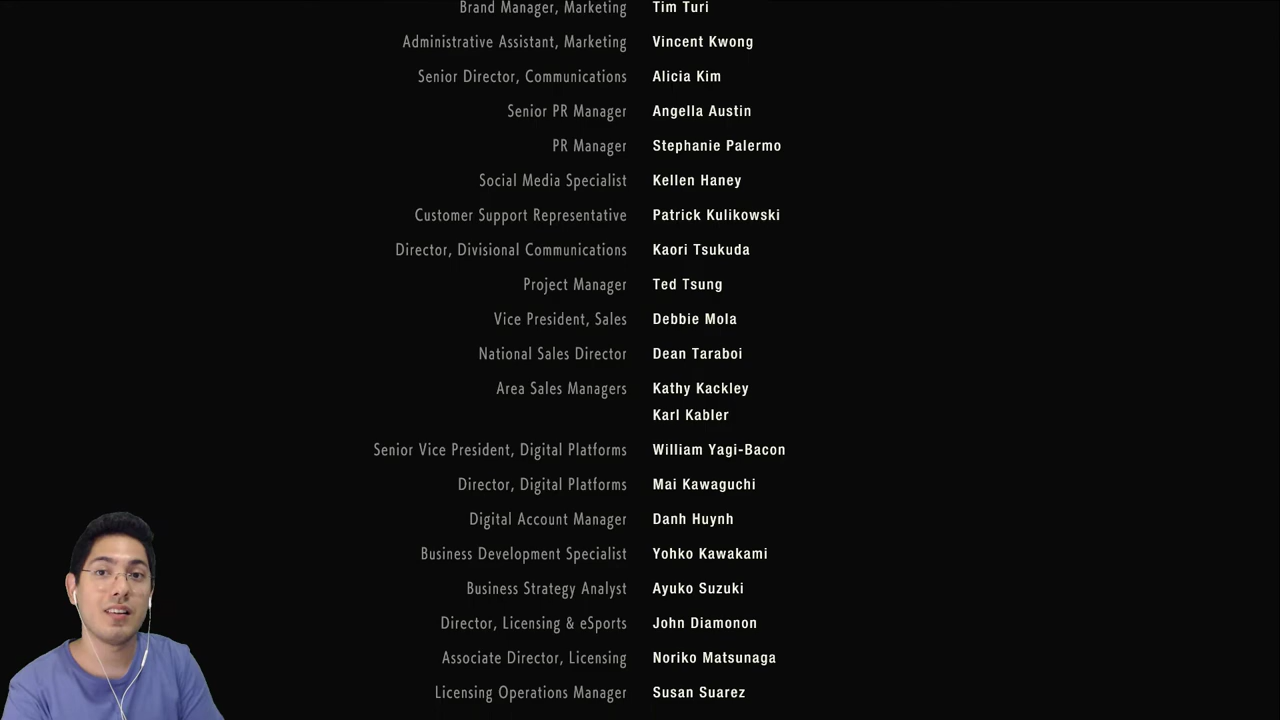 Brand Manager, Marketing Tim Turi
Administrative Assistant, Marketing Vincent Kwong
Senior Director, Communications Alicia Kim
Senior PR Manager Angella Austin
PR Manager Stephanie Palermo
Social Media Specialist Kellen Haney
Customer Support Representative Patrick Kulikowski
Director, Divisional Communications Kaori Tsukuda
Project Manager Ted Tsung
Vice President, Sales Debbie Mola
National Sales Director Dean Taraboi
Area Sales Managers Kathy Kackley
Karl Kabler
Senior Vice President, Digital Platforms William Yagi-Bacon
Director, Digital Platforms Mai Kawaguchi
Digital Account Manager Danh Huynh
Business Development Specialist Yohko Kawakami
Business Strategy Analyst Ayuko Suzuki
Director, Licensing & eSports John Diamonon
Associate Director, Licensing Noriko Matsunaga
Licensing Operations Manager Susan Suarez